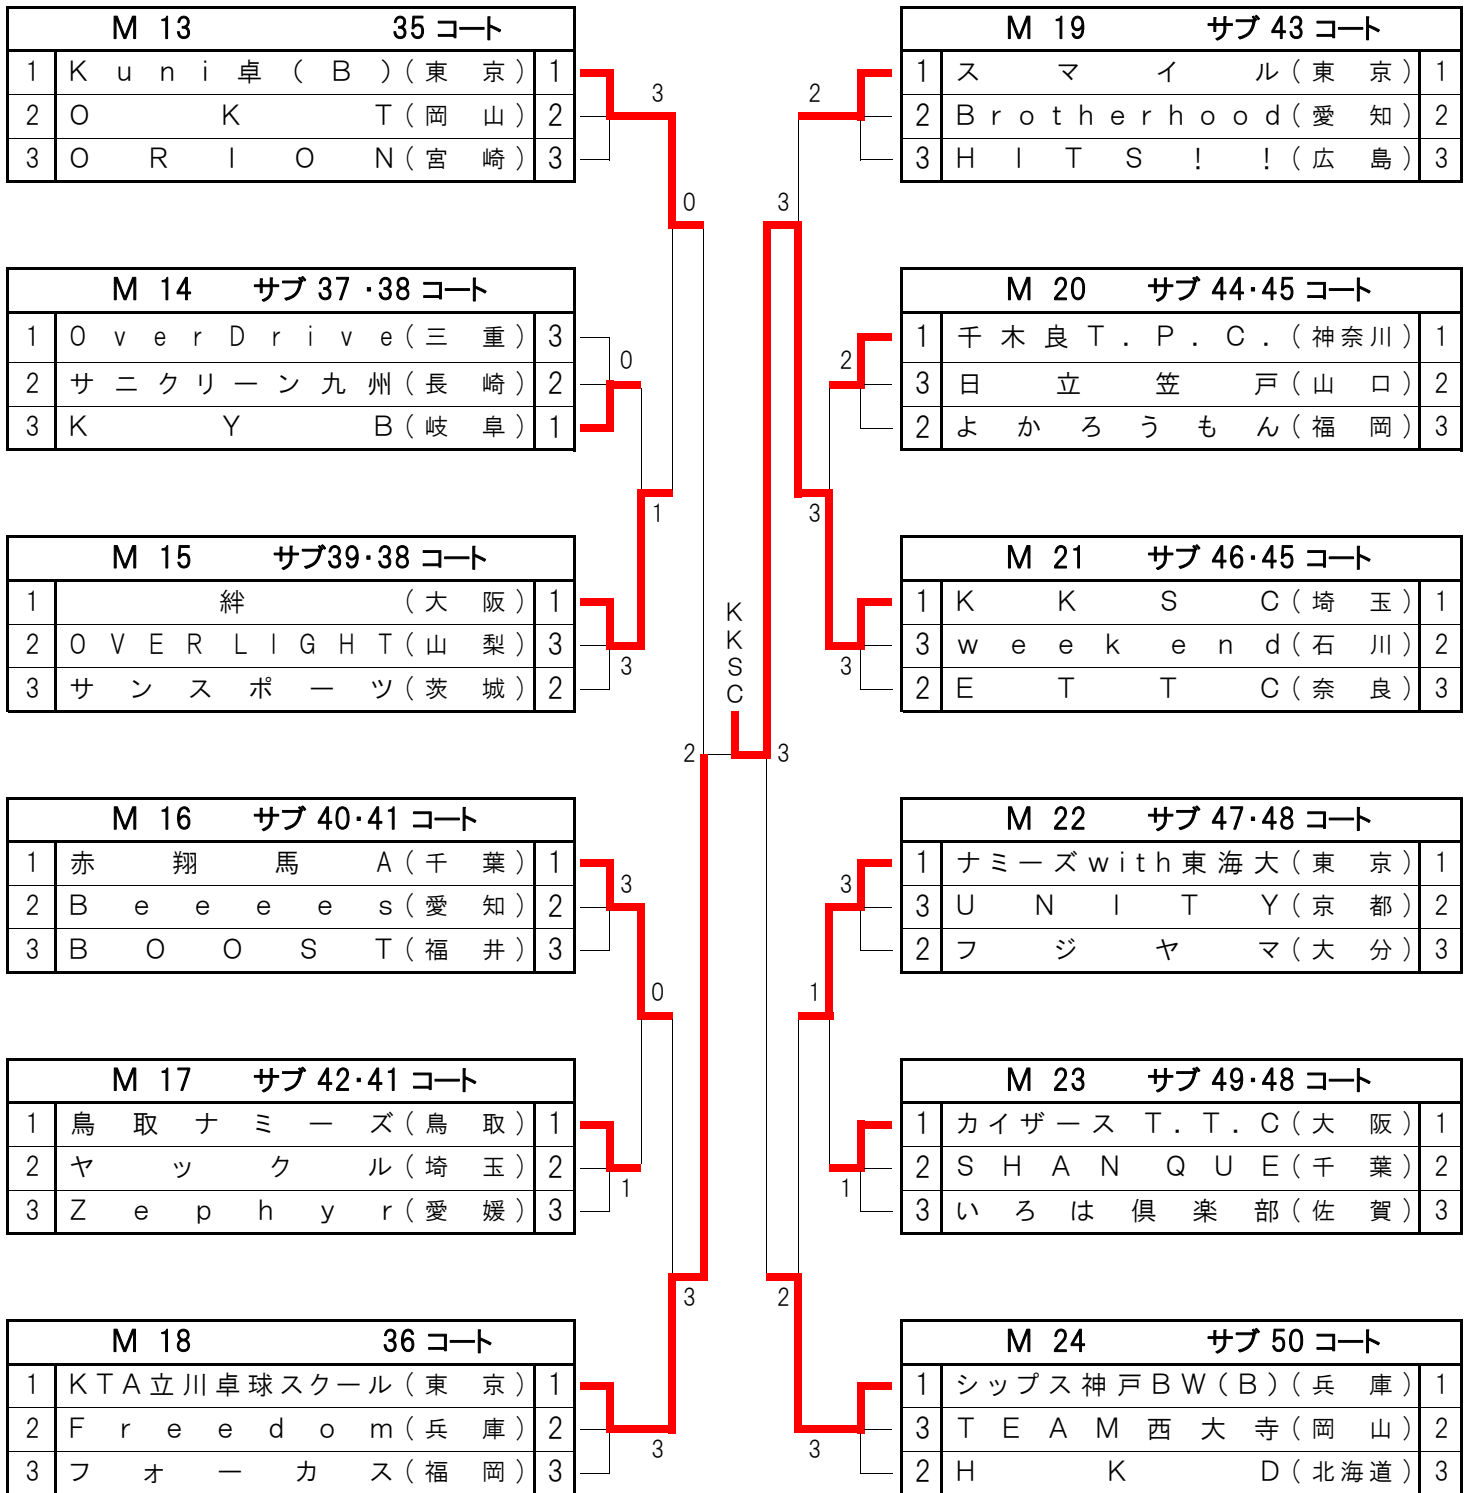 M 13 35 コート
1 Kuni卓(B)(東京) 1
2 OKT(岡山) 2
3 ORION(宮崎) 3
M 14 サブ 37・38 コート
1 OverDrive(三重) 3
2 サニクリーン九州(長崎) 2
3 KYB(岐阜) 1
M 15 サブ39・38 コート
1 絆(大阪) 1
2 OVERLIGHT(山梨) 3
3 サンスポーツ(茨城) 2
M 16 サブ 40・41 コート
1 赤翔馬A(千葉) 1
2 Beeees(愛知) 2
3 BOOST(福井) 3
M 17 サブ 42・41 コート
1 鳥取ナミーズ(鳥取) 1
2 ヤックル(埼玉) 2
3 Zephyr(愛媛) 3
M 18 36 コート
1 KTA立川卓球スクール(東京) 1
2 Freedom(兵庫) 2
3 フォーカス(福岡) 3
3
0
0
1
3
2
3
0
1
3
3
KKSC
2
3
2
3
3
3
3
1
1
2
3
M 19 サブ 43 コート
1 スマイル(東京) 1
2 Brotherhood(愛知) 2
3 HITS!!(広島) 3
M 20 サブ 44・45 コート
1 千木良T.P.C.(神奈川) 1
3 日立笠戸(山口) 2
2 よかろうもん(福岡) 3
M 21 サブ 46・45 コート
1 KKSC(埼玉) 1
3 weekend(石川) 2
2 ETTC(奈良) 3
M 22 サブ 47・48 コート
1 ナミーズwith東海大(東京) 1
3 UNITY(京都) 2
2 フジヤマ(大分) 3
M 23 サブ 49・48 コート
1 カイザースT.T.C(大阪) 1
2 SHANQUE(千葉) 2
3 いろは倶楽部(佐賀) 3
M 24 サブ 50 コート
1 シップス神戸BW(B)(兵庫) 1
3 TEAM西大寺(岡山) 2
2 HKD(北海道) 3